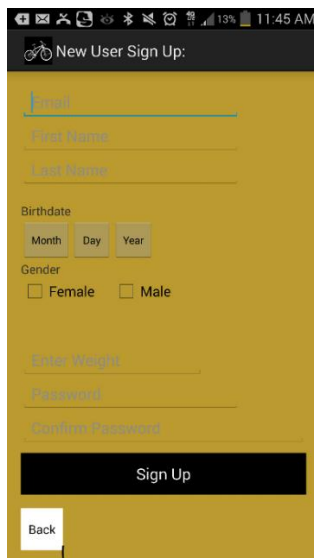 13% 11:45 AM
New User Sign Up:
Email
First Name
Last Name
Birthdate
Month Day Year
Gender
Female Male
Enter Weight
Password
Confirm Password
Sign Up
Back